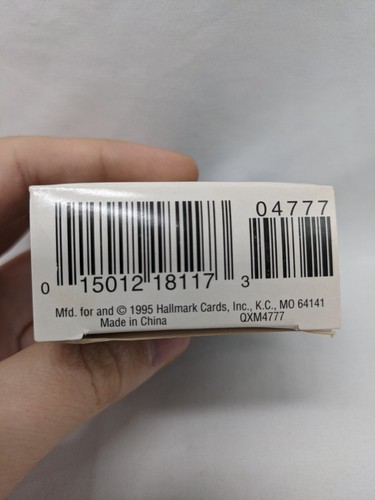 04777
0 15012 18117 3
Mfd. for and © 1995 Hallmark Cards, Inc., K.C., MO 64141
Made in China QXM4777